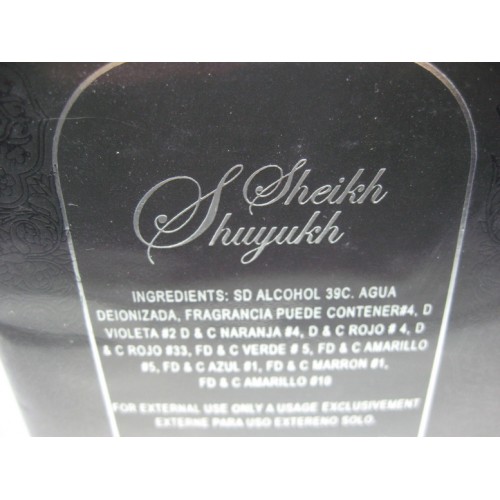 Sheikh
Shuyukh
INGREDIENTS: SD ALCOHOL 39C. AGUA
DEIONIZADA, FRAGRANCIA PUEDE CONTENER#4, D
VIOLETA #2 D & C NARANJA #4, D & C ROJO # 4, D
& C ROJO #33, FD & C VERDE # 5, FD & C AMARILLO
#5, FD & C AZUL #1, FD & C MARRON #1,
FD & C AMARILLO #10
FOR EXTERNAL USE ONLY A USAGE EXCLUSIVEMENT
EXTERNE PARA USO EXTERENO SOLO.